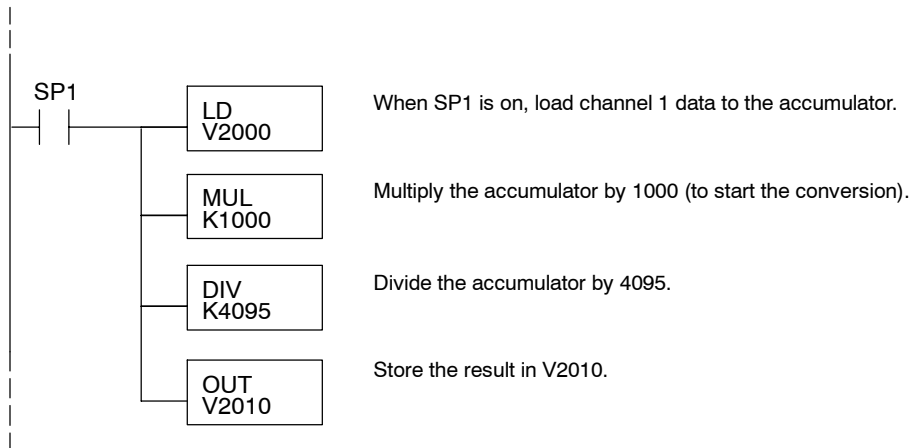 SP1
LD
V2000
When SP1 is on, load channel 1 data to the accumulator.
MUL
K1000
Multiply the accumulator by 1000 (to start the conversion).
DIV
K4095
Divide the accumulator by 4095.
OUT
V2010
Store the result in V2010.